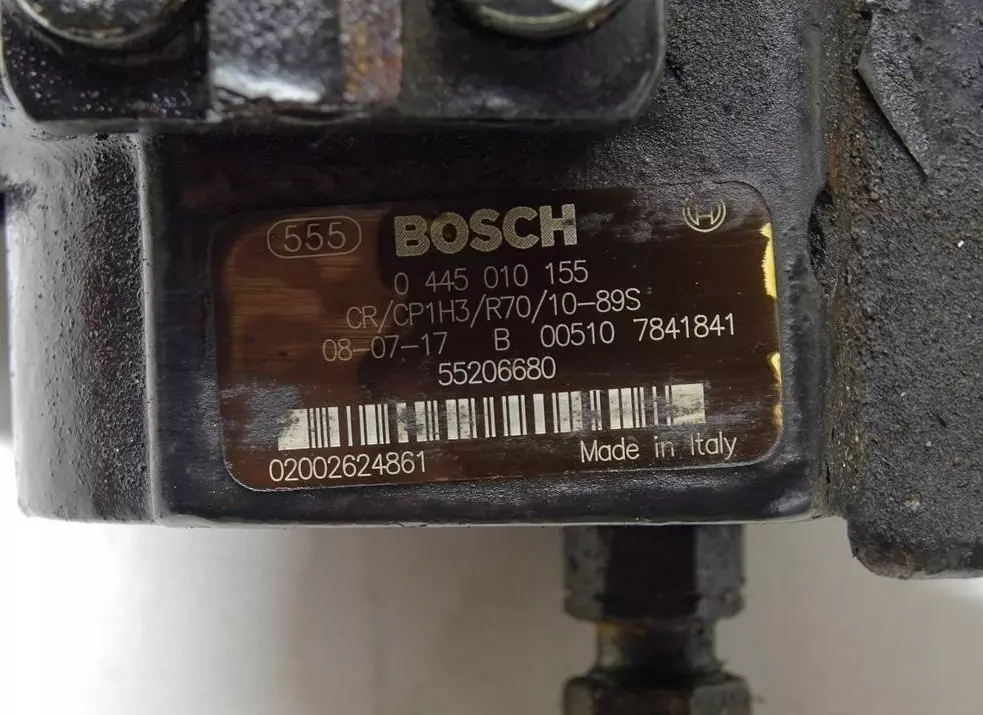 555 BOSCH
0 445 010 155
CR/CP1H3/R70/10-89S
08-07-17 B 00510 7841841
55206680
02002624861 Made in Italy